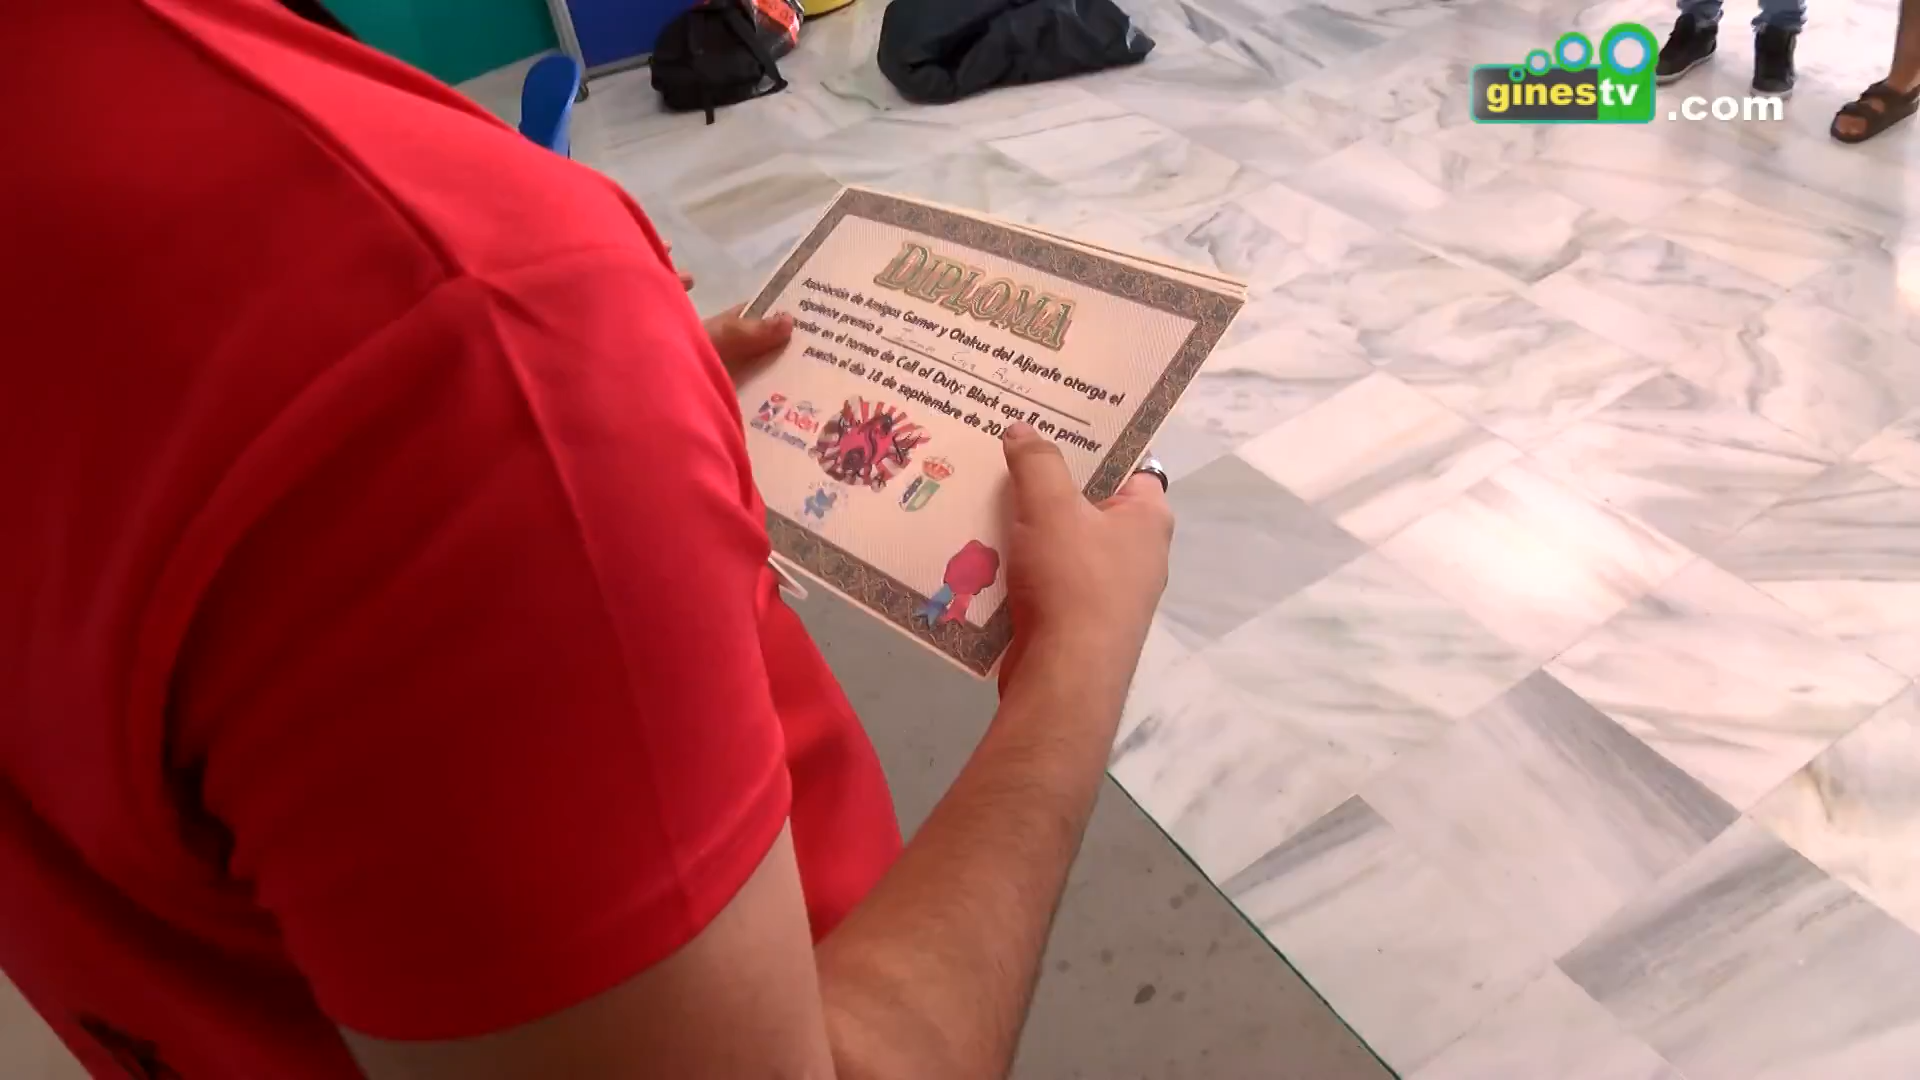 ginestv.com
DIPLOMA
Asociación de Amigos Gamer y Otakus del Aljarafe otorga el
siguiente premio a
quedar en el torneo de Call of Duty: Black ops II en primer
puesto el día 18 de septiembre de